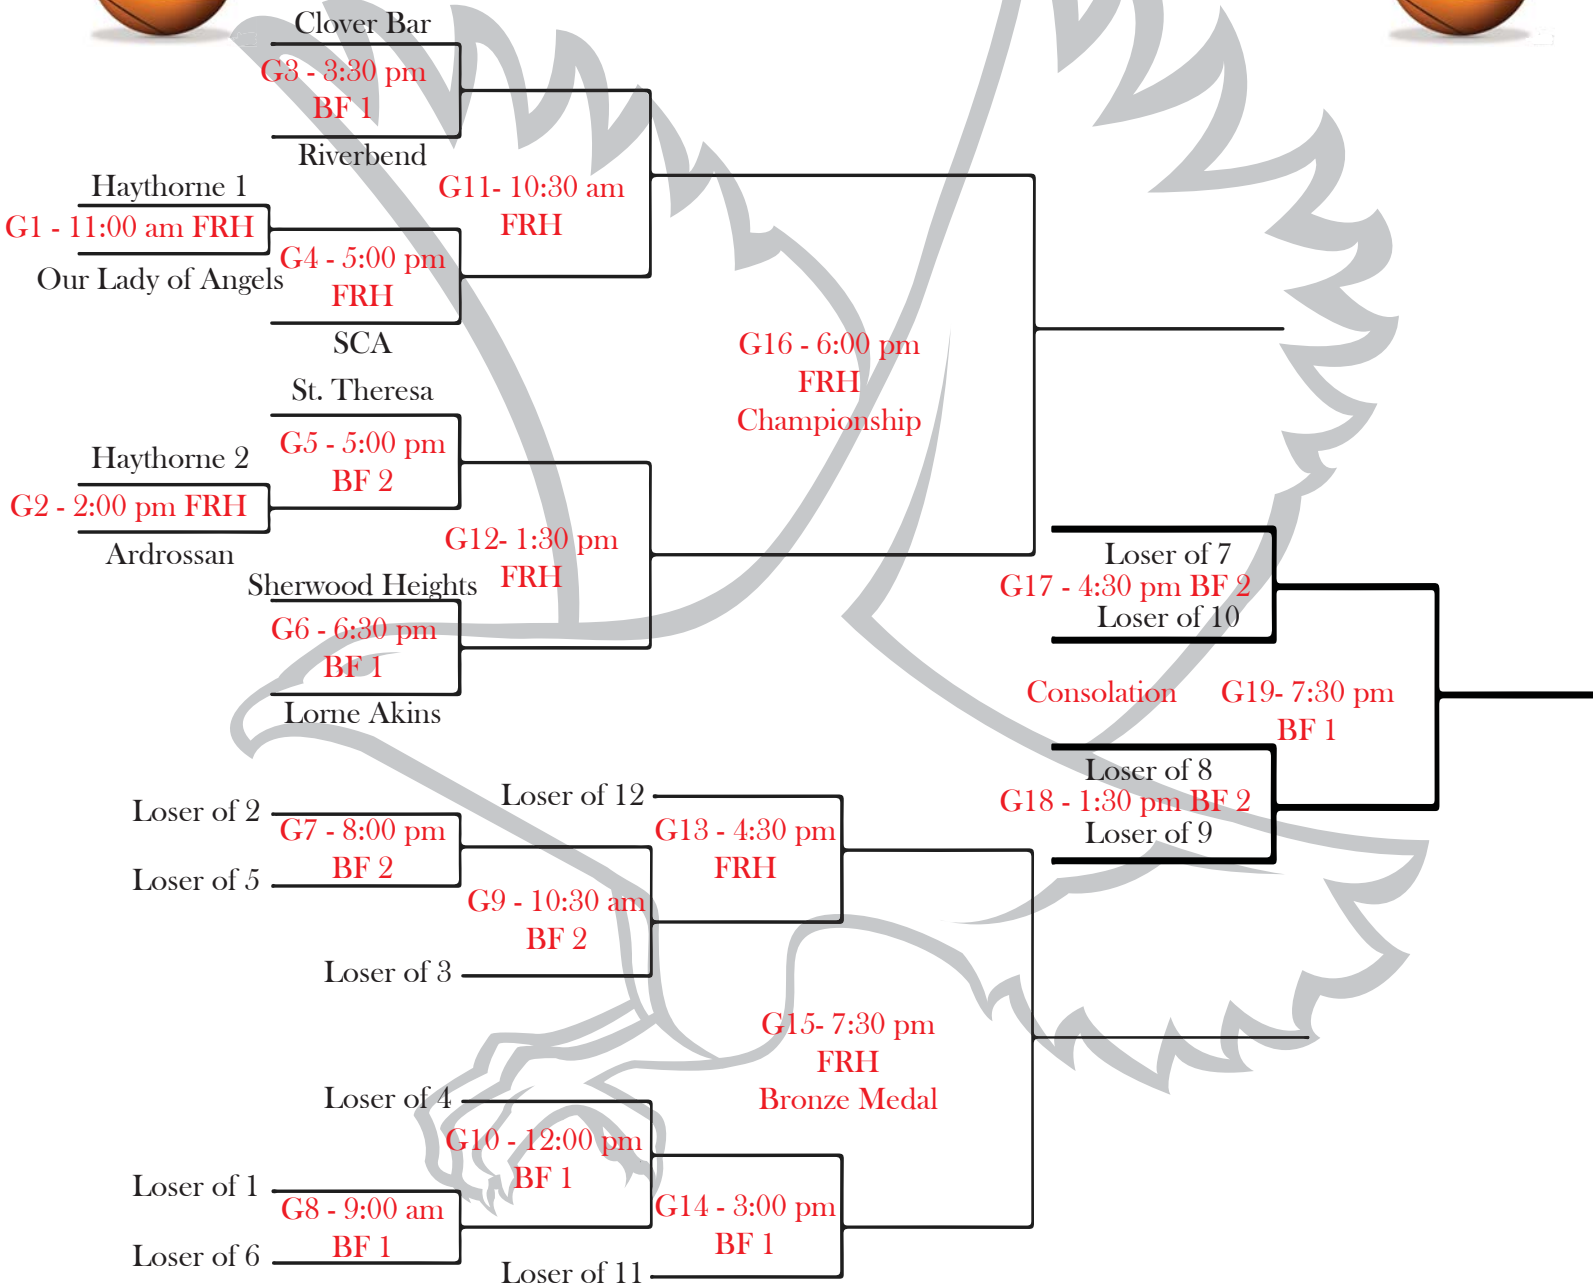 Clover Bar
G3 - 3:30 pm
BF 1
Riverbend
Haythorne 1
G1 - 11:00 am FRH
Our Lady of Angels
G11- 10:30 am
FRH
G4 - 5:00 pm
FRH
SCA
St. Theresa
G5 - 5:00 pm
BF 2
Haythorne 2
G2 - 2:00 pm FRH
Ardrossan
G12- 1:30 pm
FRH
Sherwood Heights
G6 - 6:30 pm
BF 1
Lorne Akins
G16 - 6:00 pm
FRH
Championship
Loser of 7
G17 - 4:30 pm BF 2
Loser of 10
Consolation
G19- 7:30 pm
BF 1
Loser of 8
G18 - 1:30 pm BF 2
Loser of 9
Loser of 12
Loser of 2
G7 - 8:00 pm
BF 2
Loser of 5
G13 - 4:30 pm
FRH
G9 - 10:30 am
BF 2
Loser of 3
G15- 7:30 pm
FRH
Bronze Medal
Loser of 4
G10 - 12:00 pm
BF 1
Loser of 1
G8 - 9:00 am
BF 1
Loser of 6
G14 - 3:00 pm
BF 1
Loser of 11